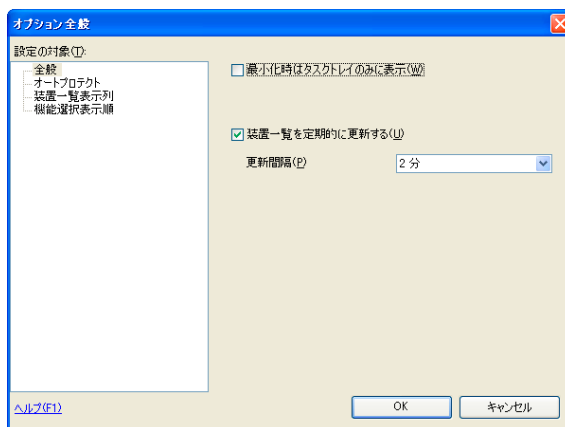 オプション全般
設定の対象(T):
全般
オートプロテクト
装置一覧表示列
機能選択表示順
最小化時はタスクトレイのみに表示(W)
装置一覧を定期的に更新する(U)
更新間隔(P)
2 分
ヘルプ(F1)
OK
キャンセル